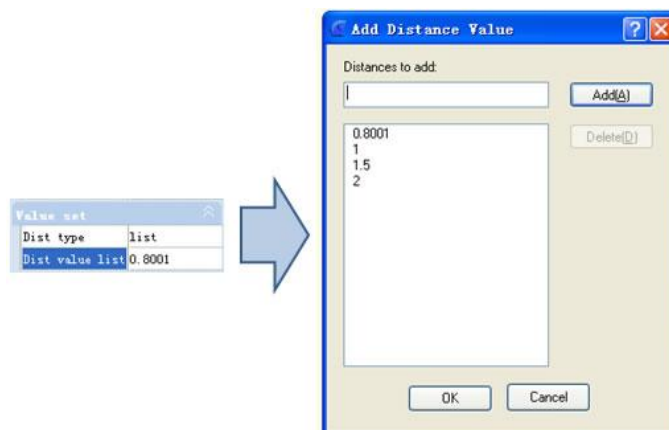 Value set
Dist type list
Dist value list 0.8001
Add Distance Value
Distances to add:
Add(A)
Delete(D)
0.8001
1
1.5
2
OK
Cancel